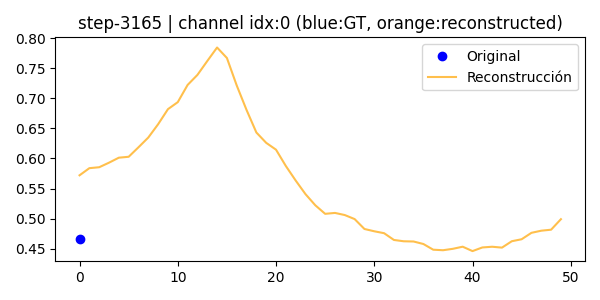 step-3165 | channel idx:0 (blue:GT, orange:reconstructed)
0.80
0.75
0.70
0.65
0.60
0.55
0.50
0.45
Original
Reconstrucción
0 10 20 30 40 50